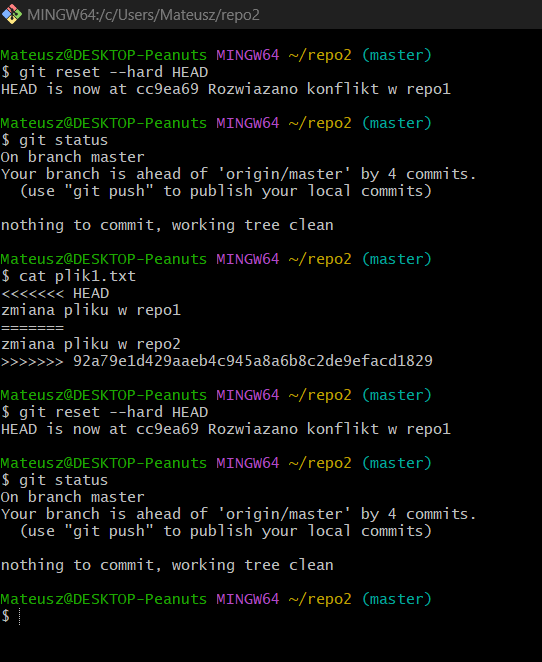 MINGW64:/c/Users/Mateusz/repo2
Mateusz@DESKTOP-Peanuts MINGW64 ~/repo2 (master)
$ git reset --hard HEAD
HEAD is now at cc9ea69 Rozwiazano konflikt w repo1
Mateusz@DESKTOP-Peanuts MINGW64 ~/repo2 (master)
$ git status
On branch master
Your branch is ahead of 'origin/master' by 4 commits.
  (use "git push" to publish your local commits)
nothing to commit, working tree clean
Mateusz@DESKTOP-Peanuts MINGW64 ~/repo2 (master)
$ cat plik1.txt
<<<<<<< HEAD
zmiana pliku w repo1
=======
zmiana pliku w repo2
>>>>>>> 92a79e1d429aaeb4c945a8a6b8c2de9efacd1829
Mateusz@DESKTOP-Peanuts MINGW64 ~/repo2 (master)
$ git reset --hard HEAD
HEAD is now at cc9ea69 Rozwiazano konflikt w repo1
Mateusz@DESKTOP-Peanuts MINGW64 ~/repo2 (master)
$ git status
On branch master
Your branch is ahead of 'origin/master' by 4 commits.
  (use "git push" to publish your local commits)
nothing to commit, working tree clean
Mateusz@DESKTOP-Peanuts MINGW64 ~/repo2 (master)
$